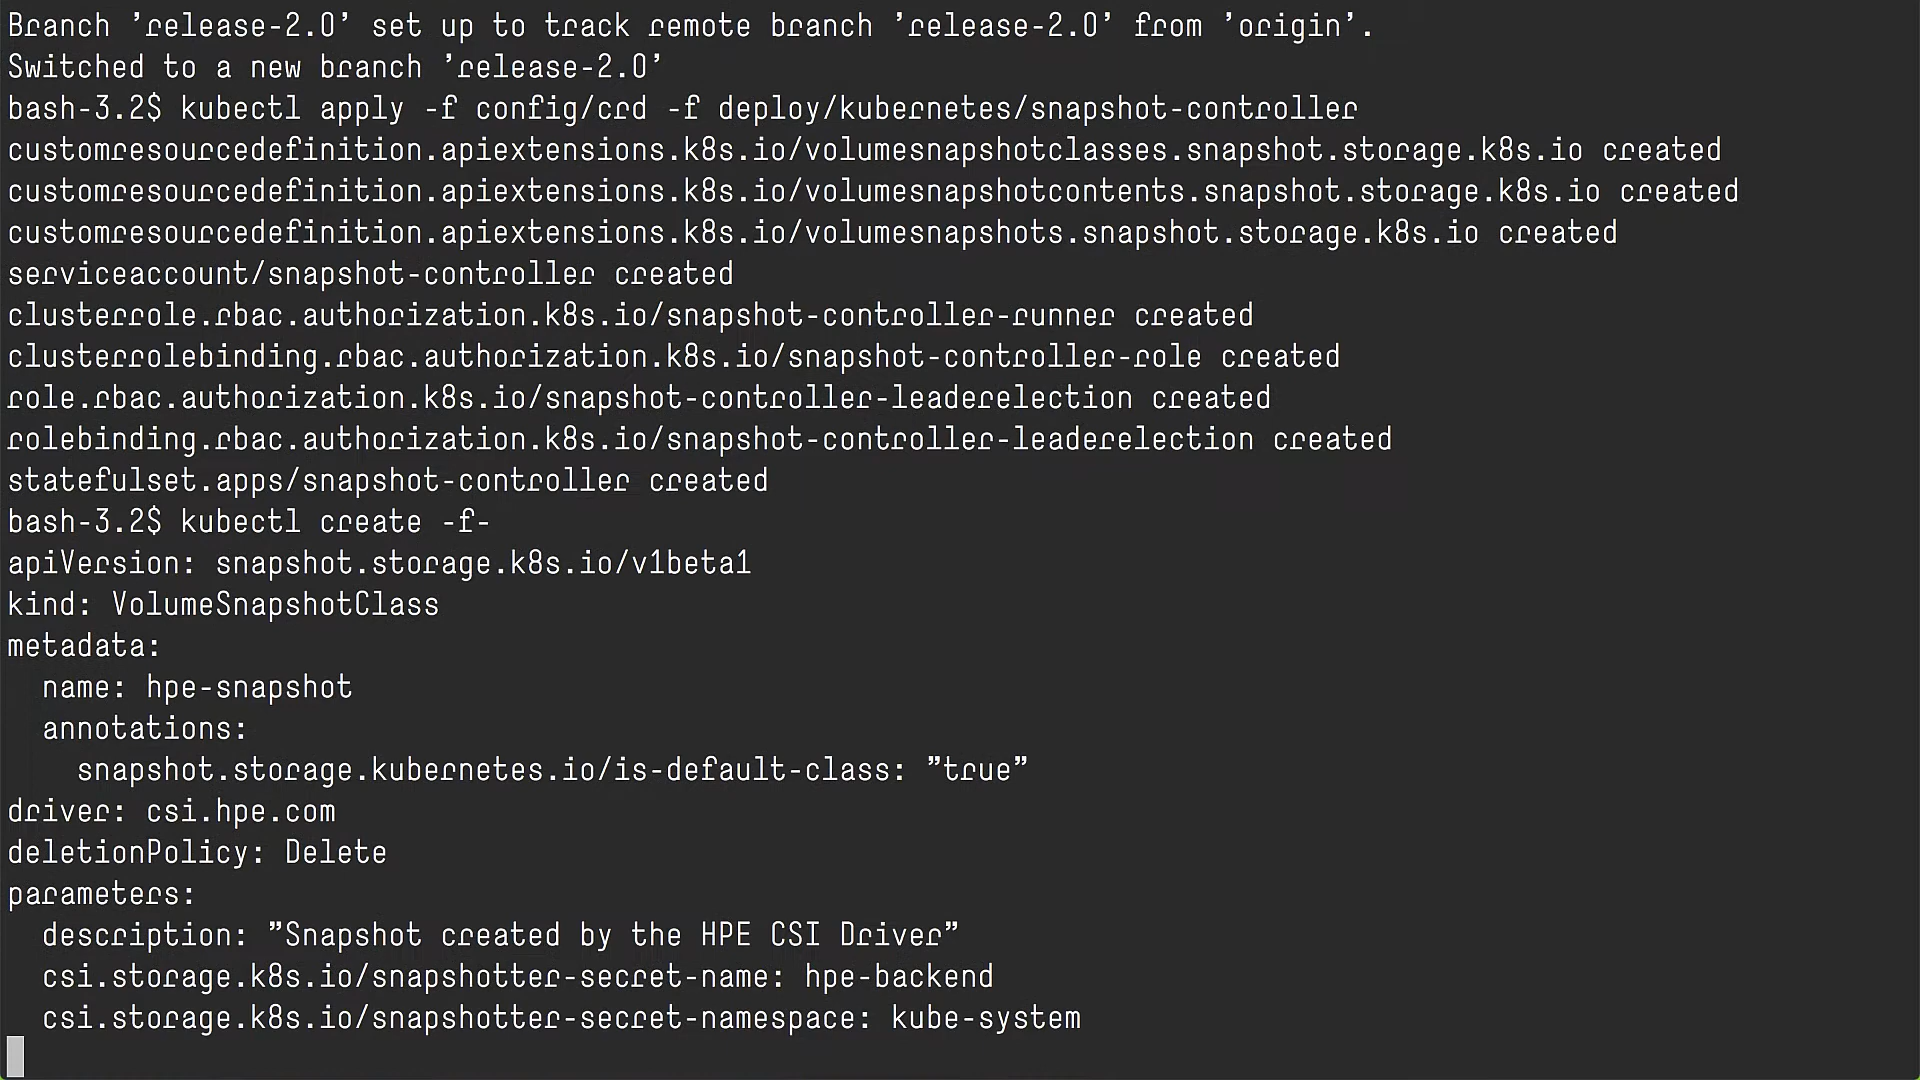 Branch 'release-2.0' set up to track remote branch 'release-2.0' from 'origin'.
Switched to a new branch 'release-2.0'
bash-3.2$ kubectl apply -f config/crd -f deploy/kubernetes/snapshot-controller
customresourcedefinition.apiextensions.k8s.io/volumesnapshotclasses.snapshot.storage.k8s.io created
customresourcedefinition.apiextensions.k8s.io/volumesnapshotcontents.snapshot.storage.k8s.io created
customresourcedefinition.apiextensions.k8s.io/volumesnapshots.snapshot.storage.k8s.io created
serviceaccount/snapshot-controller created
clusterrole.rbac.authorization.k8s.io/snapshot-controller-runner created
clusterrolebinding.rbac.authorization.k8s.io/snapshot-controller-role created
role.rbac.authorization.k8s.io/snapshot-controller-leaderelection created
rolebinding.rbac.authorization.k8s.io/snapshot-controller-leaderelection created
statefulset.apps/snapshot-controller created
bash-3.2$ kubectl create -f-
apiVersion: snapshot.storage.k8s.io/v1beta1
kind: VolumeSnapshotClass
metadata:
  name: hpe-snapshot
  annotations:
    snapshot.storage.kubernetes.io/is-default-class: "true"
driver: csi.hpe.com
deletionPolicy: Delete
parameters:
  description: "Snapshot created by the HPE CSI Driver"
  csi.storage.k8s.io/snapshotter-secret-name: hpe-backend
  csi.storage.k8s.io/snapshotter-secret-namespace: kube-system